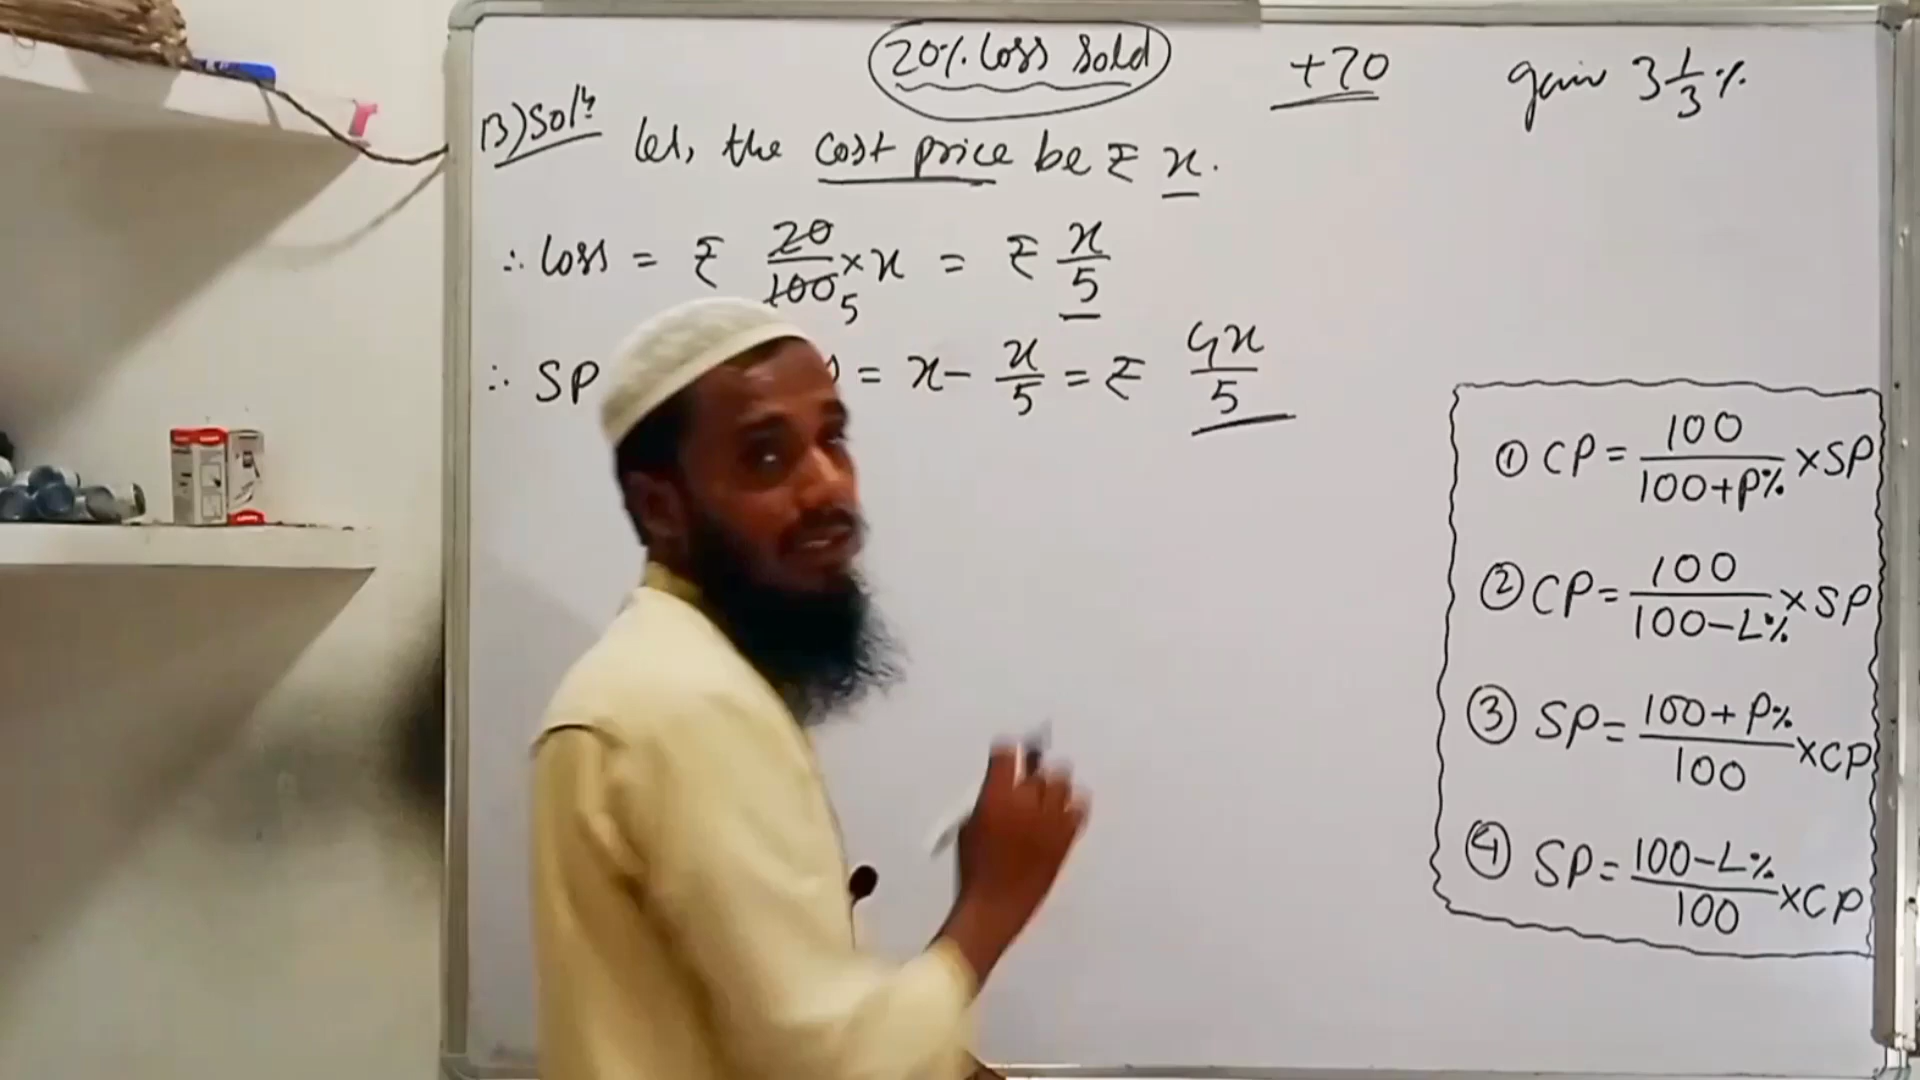 20% loss sold
+70
gain 3 1/3 %
13) Solⁿ
let, the cost price be ₹ x.
∴ loss = ₹ 20/100 5 × x = ₹ x/5
∴ SP = x - x/5 = ₹ 4x/5
① CP = 100/100+P% × SP
② CP = 100/100-L% × SP
③ SP = 100+P%/100 × CP
④ SP = 100-L%/100 × CP